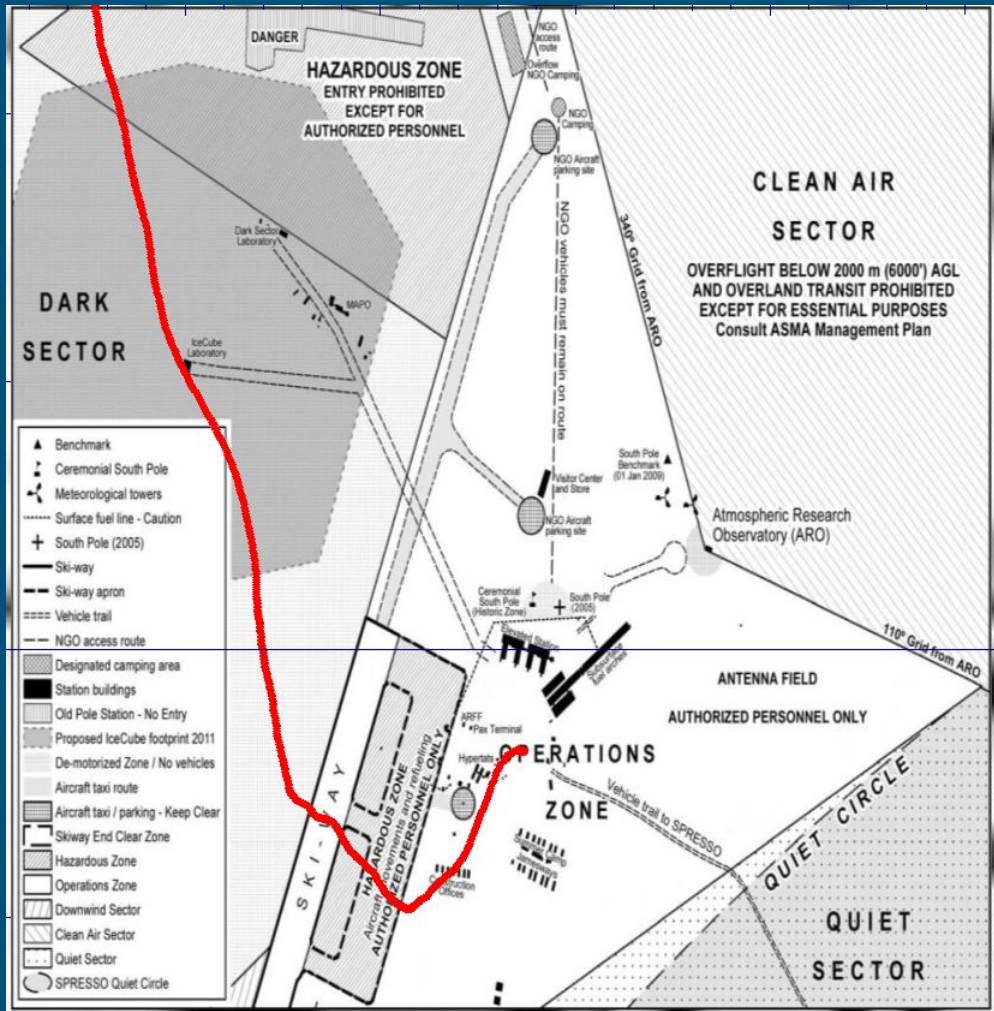 DANGER
HAZARDOUS ZONE
ENTRY PROHIBITED
EXCEPT FOR
AUTHORIZED PERSONNEL
NGO
access
route
Overflow
NGO Camping
NGO
Camping
NGO Aircraft
parking site
CLEAN AIR
SECTOR
OVERFLIGHT BELOW 2000 m (6000') AGL
AND OVERLAND TRANSIT PROHIBITED
EXCEPT FOR ESSENTIAL PURPOSES
Consult ASMA Management Plan
340° Grid from ARO
NGO vehicles must remain on route
Dark Sector
Laboratory
MAPO
DARK
SECTOR
IceCube
Laboratory
Benchmark
Ceremonial South Pole
Meteorological towers
Surface fuel line - Caution
South Pole (2005)
Ski-way
Ski-way apron
Vehicle trail
NGO access route
Designated camping area
Station buildings
Old Pole Station - No Entry
Proposed IceCube footprint 2011
De-motorized Zone / No vehicles
Aircraft taxi route
Aircraft taxi / parking - Keep Clear
Skiway End Clear Zone
Hazardous Zone
Operations Zone
Downwind Sector
Clean Air Sector
Quiet Sector
SPRESSO Quiet Circle
Visitor Center
and Store
NGO Aircraft
parking site
South Pole
Benchmark
(01 Jan 2009)
Atmospheric Research
Observatory (ARO)
Ceremonial
South Pole
(Historic Zone)
South Pole
(2005)
Elevated Station
Subsurface
fuel arches
110° Grid from ARO
ANTENNA FIELD
AUTHORIZED PERSONNEL ONLY
ARFF
Pax Terminal
Hypertats
OPERATIONS
ZONE
Vehicle trail to SPRESSO
SKI-WAY
HAZARDOUS ZONE
Aircraft movements and refueling
AUTHORIZED PERSONNEL ONLY
Construction
Offices
Summer Camp
Jamesways
QUIET CIRCLE
QUIET
SECTOR